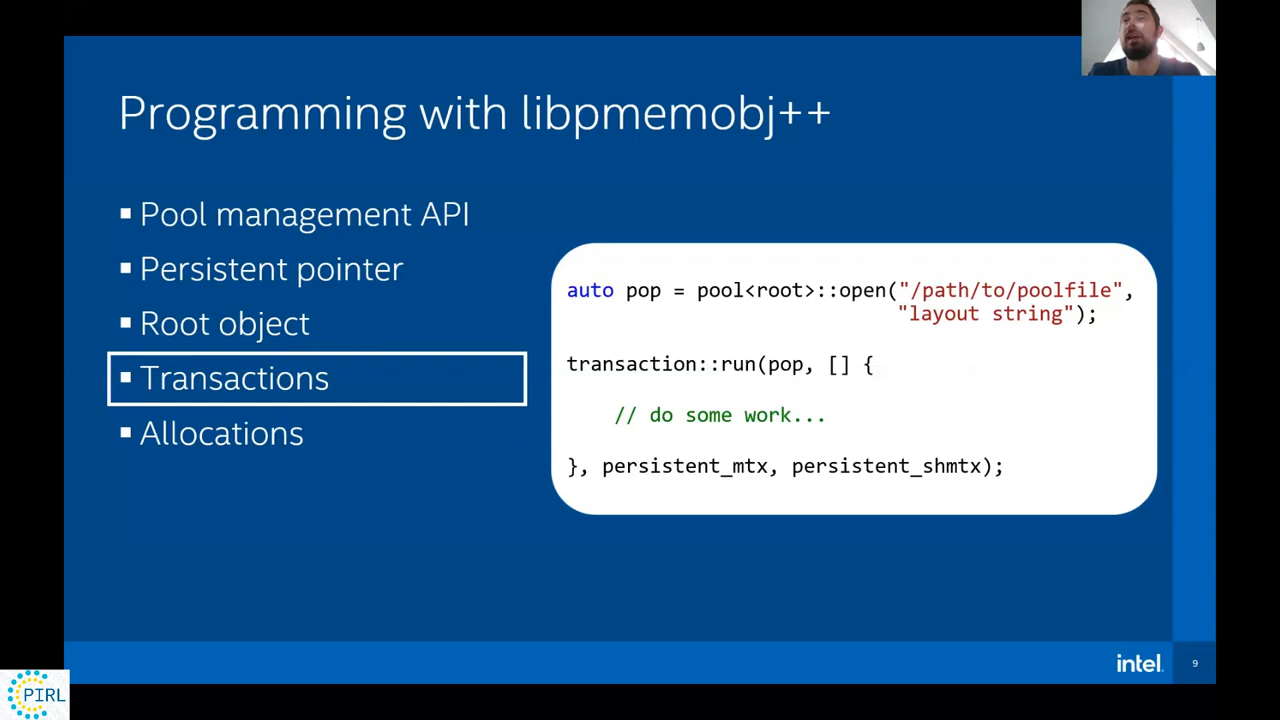 Programming with libpmemobj++
Pool management API
Persistent pointer
Root object
Transactions
Allocations
auto pop = pool<root>::open("/path/to/poolfile",
"layout string");
transaction::run(pop, [] {
// do some work...
}, persistent_mtx, persistent_shmtx);
intel.
9
PIRL